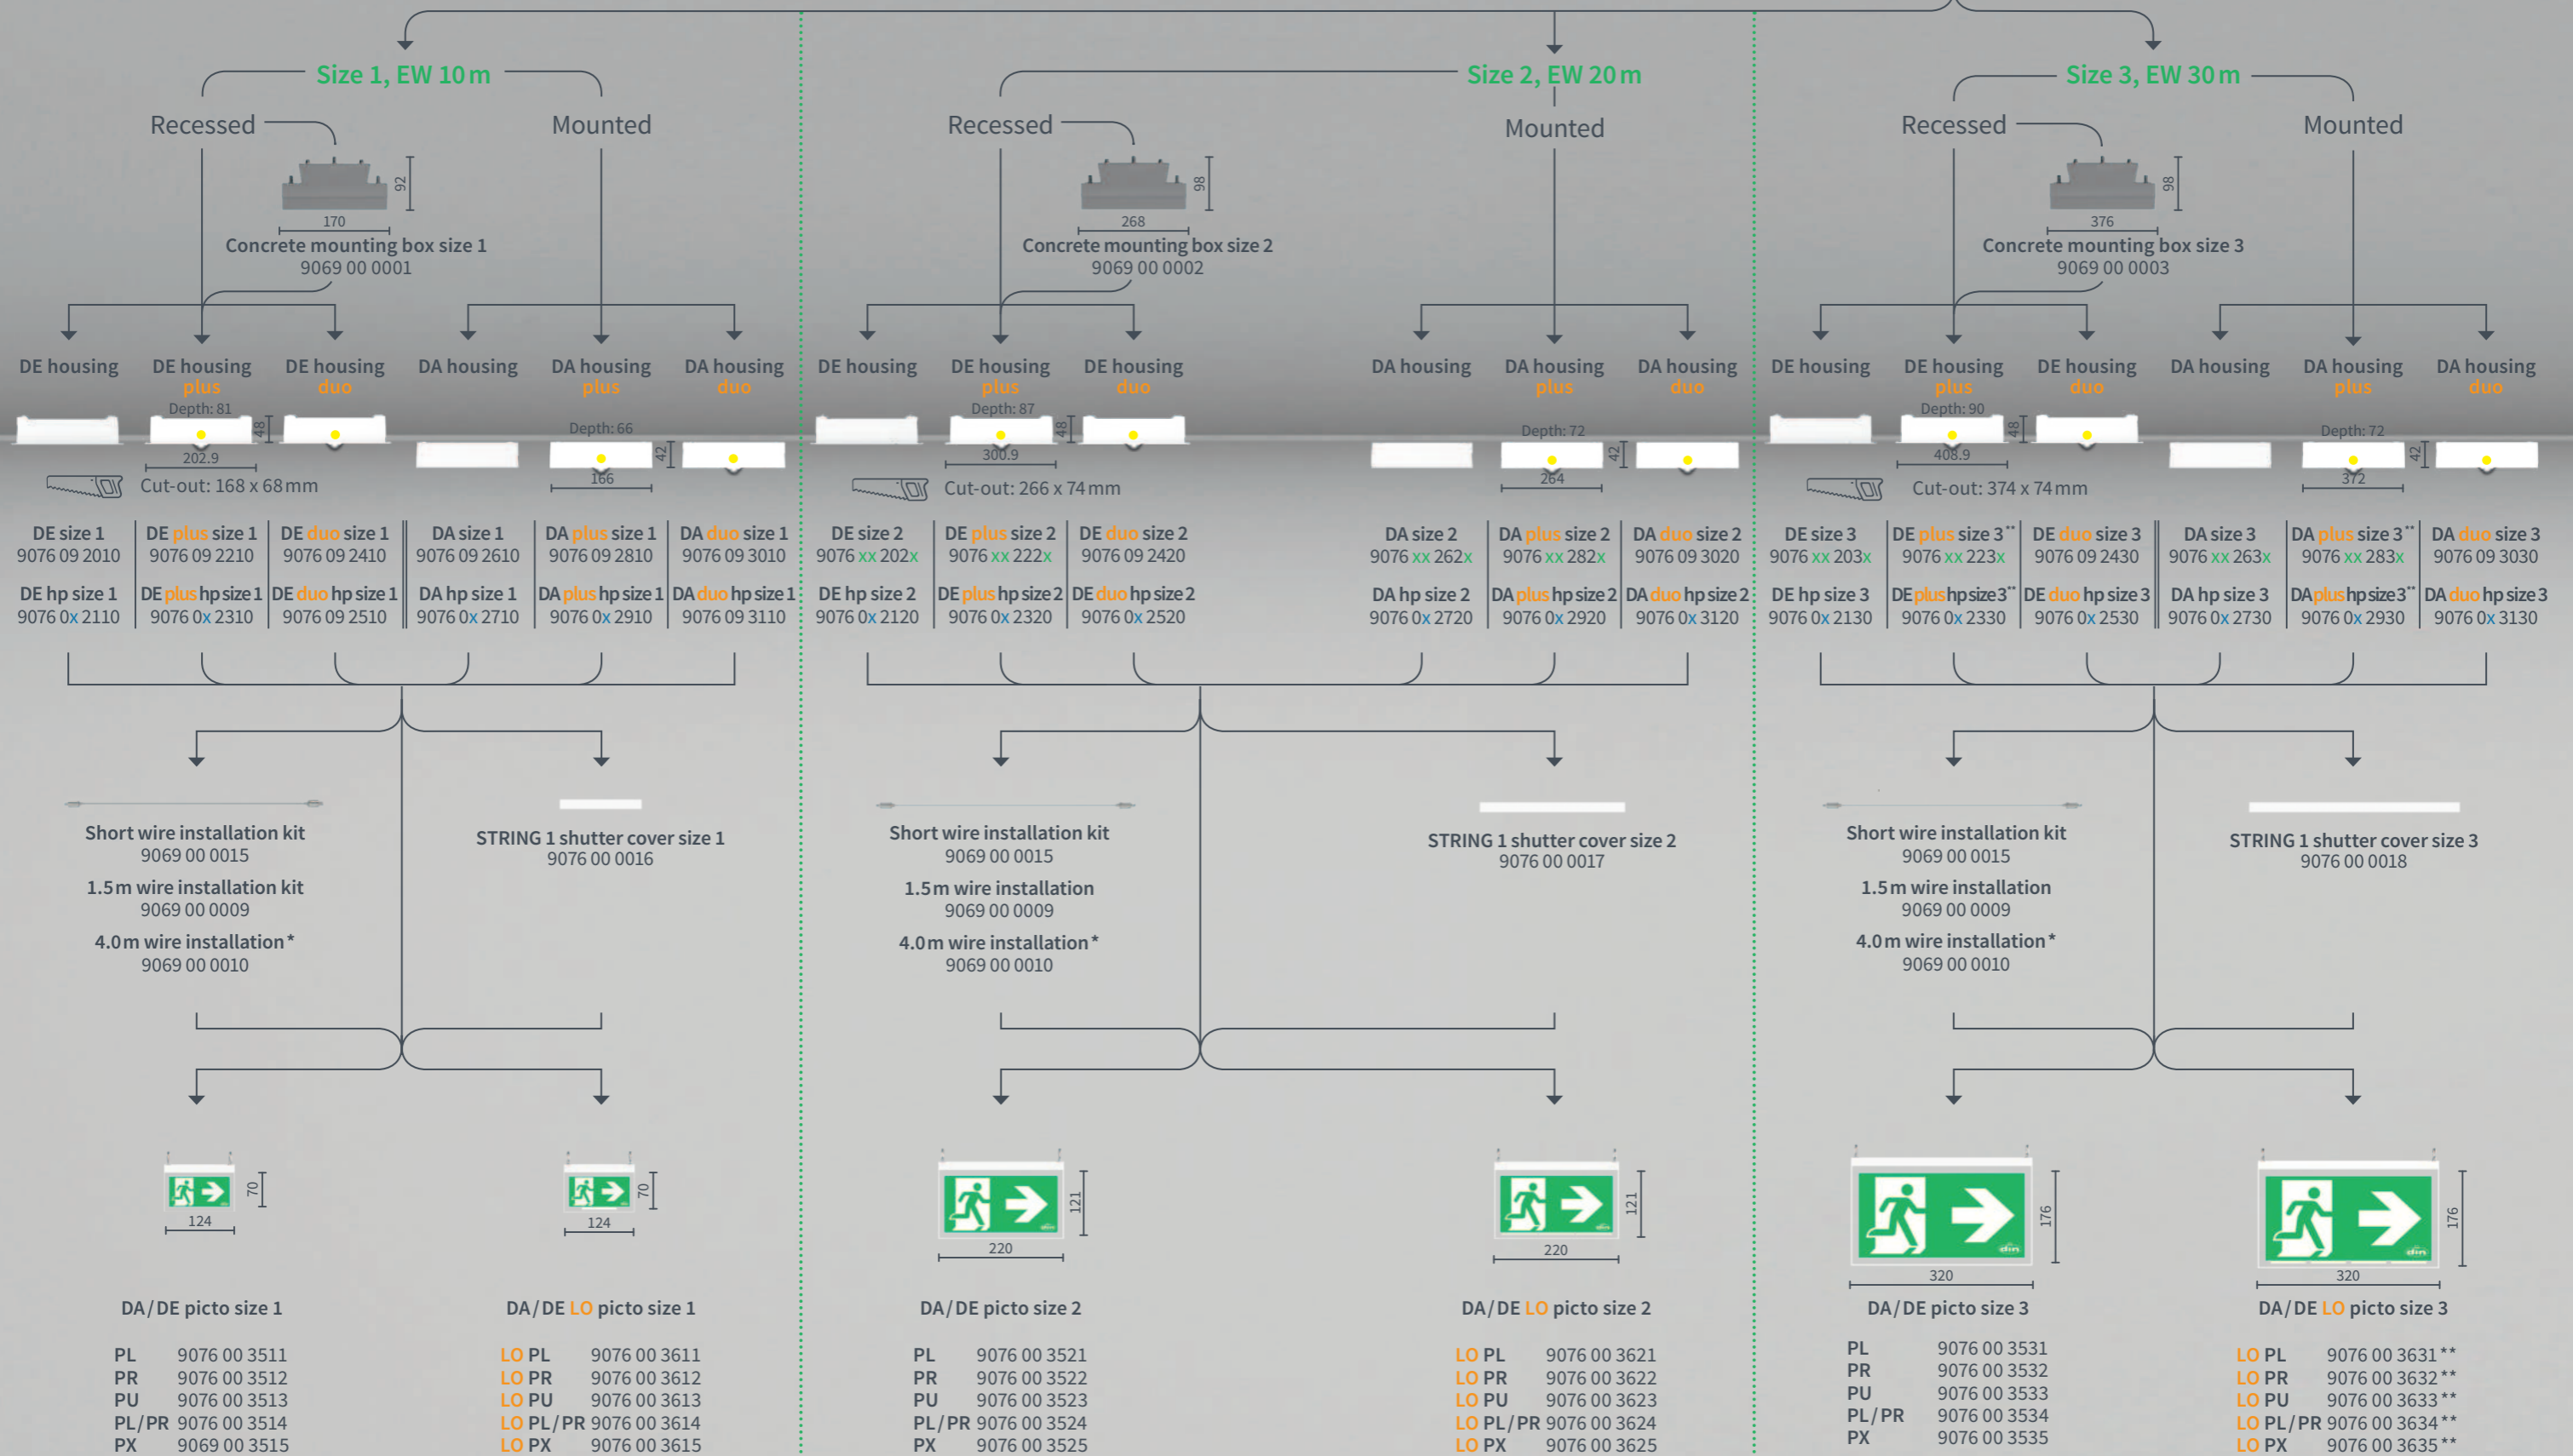 Size 1, EW 10 m
Recessed
Mounted
92
170
Concrete mounting box size 1
9069 00 0001
DE housing
DE housing
plus
DE housing
duo
DA housing
DA housing
plus
DA housing
duo
Depth: 81
48
202.9
Depth: 66
42
166
Cut-out: 168 x 68 mm
DE size 1
9076 09 2010
DE plus size 1
9076 09 2210
DE duo size 1
9076 09 2410
DA size 1
9076 09 2610
DA plus size 1
9076 09 2810
DA duo size 1
9076 09 3010
DE hp size 1
9076 0x 2110
DE plus hp size 1
9076 0x 2310
DE duo hp size 1
9076 09 2510
DA hp size 1
9076 0x 2710
DA plus hp size 1
9076 0x 2910
DA duo hp size 1
9076 09 3110
Short wire installation kit
9069 00 0015
1.5 m wire installation kit
9069 00 0009
4.0 m wire installation*
9069 00 0010
STRING 1 shutter cover size 1
9076 00 0016
70
124
70
124
DA/DE picto size 1
PL 9076 00 3511
PR 9076 00 3512
PU 9076 00 3513
PL/PR 9076 00 3514
PX 9069 00 3515
DA/DE LO picto size 1
LO PL 9076 00 3611
LO PR 9076 00 3612
LO PU 9076 00 3613
LO PL/PR 9076 00 3614
LO PX 9076 00 3615
Size 2, EW 20 m
Recessed
Mounted
98
268
Concrete mounting box size 2
9069 00 0002
DE housing
DE housing
plus
DE housing
duo
DA housing
DA housing
plus
DA housing
duo
Depth: 87
48
300.9
Depth: 72
42
264
Cut-out: 266 x 74 mm
DE size 2
9076 xx 202x
DE plus size 2
9076 xx 222x
DE duo size 2
9076 09 2420
DA size 2
9076 xx 262x
DA plus size 2
9076 xx 282x
DA duo size 2
9076 09 3020
DE hp size 2
9076 0x 2120
DE plus hp size 2
9076 0x 2320
DE duo hp size 2
9076 0x 2520
DA hp size 2
9076 0x 2720
DA plus hp size 2
9076 0x 2920
DA duo hp size 2
9076 0x 3120
Short wire installation kit
9069 00 0015
1.5 m wire installation
9069 00 0009
4.0 m wire installation*
9069 00 0010
STRING 1 shutter cover size 2
9076 00 0017
121
220
121
220
DA/DE picto size 2
PL 9076 00 3521
PR 9076 00 3522
PU 9076 00 3523
PL/PR 9076 00 3524
PX 9076 00 3525
DA/DE LO picto size 2
LO PL 9076 00 3621
LO PR 9076 00 3622
LO PU 9076 00 3623
LO PL/PR 9076 00 3624
LO PX 9076 00 3625
Size 3, EW 30 m
Recessed
Mounted
98
376
Concrete mounting box size 3
9069 00 0003
DE housing
DE housing
plus
DE housing
duo
DA housing
DA housing
plus
DA housing
duo
Depth: 90
48
408.9
Depth: 72
42
372
Cut-out: 374 x 74 mm
DE size 3
9076 xx 203x
DE plus size 3**
9076 xx 223x
DE duo size 3
9076 09 2430
DA size 3
9076 xx 263x
DA plus size 3**
9076 xx 283x
DA duo size 3
9076 09 3030
DE hp size 3
9076 0x 2130
DE plus hp size 3**
9076 0x 2330
DE duo hp size 3
9076 0x 2530
DA hp size 3
9076 0x 2730
DA plus hp size 3**
9076 0x 2930
DA duo hp size 3
9076 0x 3130
Short wire installation kit
9069 00 0015
1.5 m wire installation
9069 00 0009
4.0 m wire installation*
9069 00 0010
STRING 1 shutter cover size 3
9076 00 0018
din
176
320
din
176
320
DA/DE picto size 3
PL 9076 00 3531
PR 9076 00 3532
PU 9076 00 3533
PL/PR 9076 00 3534
PX 9076 00 3535
DA/DE LO picto size 3
LO PL 9076 00 3631**
LO PR 9076 00 3632**
LO PU 9076 00 3633**
LO PL/PR 9076 00 3634**
LO PX 9076 00 3635**